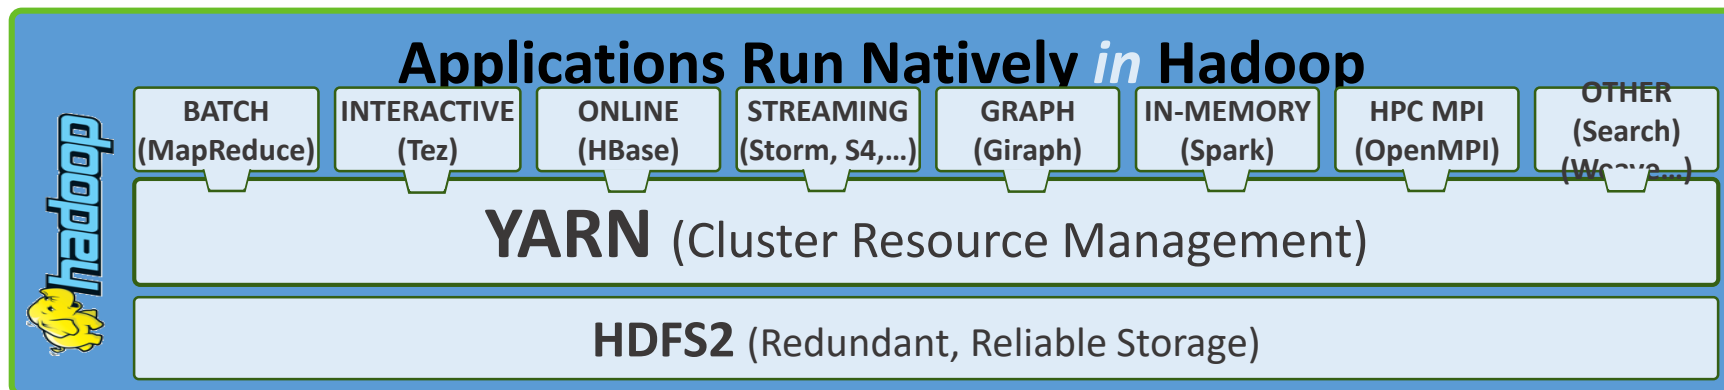 Applications Run Natively in Hadoop
BATCH
(MapReduce)
INTERACTIVE
(Tez)
ONLINE
(HBase)
STREAMING
(Storm, S4,...)
GRAPH
(Giraph)
IN-MEMORY
(Spark)
HPC MPI
(OpenMPI)
OTHER
(Search)
(Weave...)
hadoop
YARN (Cluster Resource Management)
HDFS2 (Redundant, Reliable Storage)